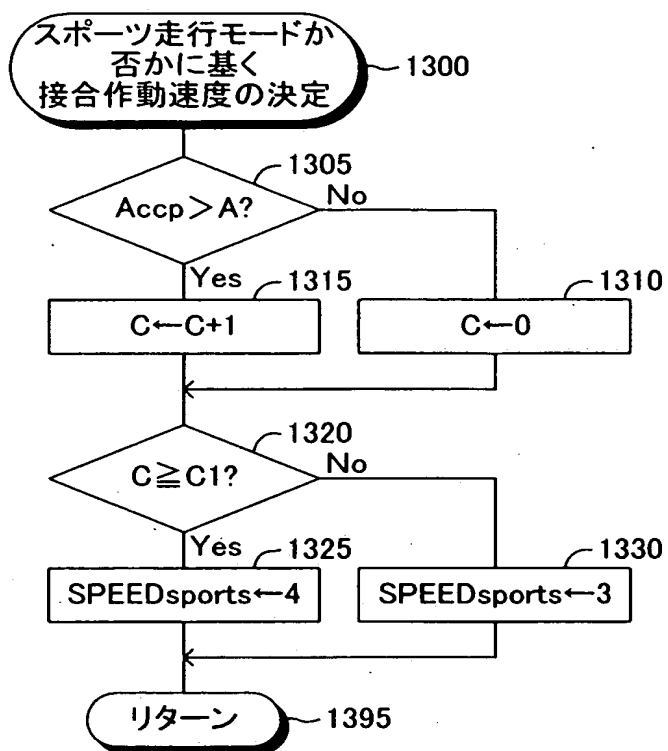 スポーツ走行モードか
否かに基く
接合作動速度の決定
1300
1305
Accp＞A?
No
Yes
1315
1310
C←C+1
C←0
1320
C≧C1?
No
Yes
1325
1330
SPEEDsports←4
SPEEDsports←3
リターン
1395